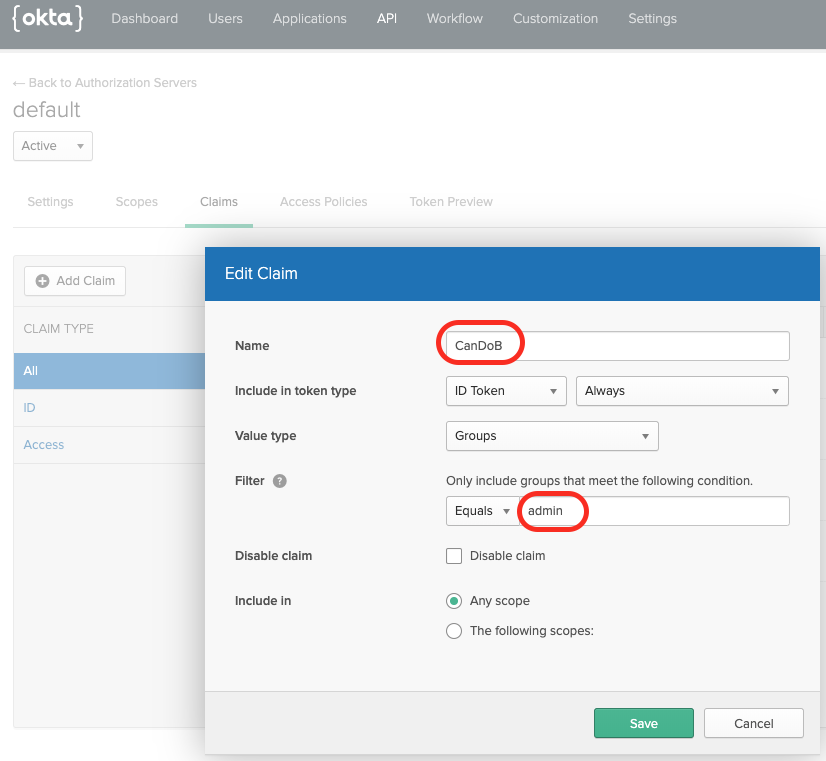 {okta} Dashboard Users Applications API Workflow Customization Settings
← Back to Authorization Servers
default
Active
Settings Scopes Claims Access Policies Token Preview
Add Claim
CLAIM TYPE
All
ID
Access
Edit Claim
Name CanDoB
Include in token type ID Token Always
Value type Groups
Filter ? Only include groups that meet the following condition.
Equals admin
Disable claim Disable claim
Include in Any scope
The following scopes:
Save Cancel